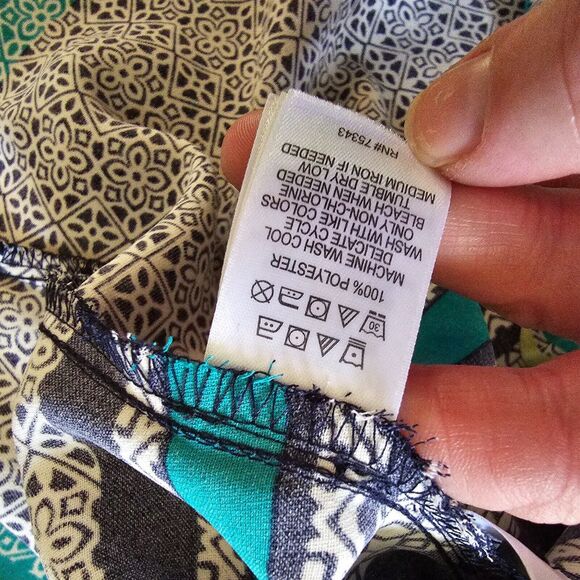 30
100% POLYESTER
MACHINE WASH COOL
DELICATE CYCLE
WASH WITH LIKE COLORS
ONLY NON-CHLORINE
BLEACH WHEN NEEDED
TUMBLE DRY LOW
MEDIUM IRON IF NEEDED
RN# 75343